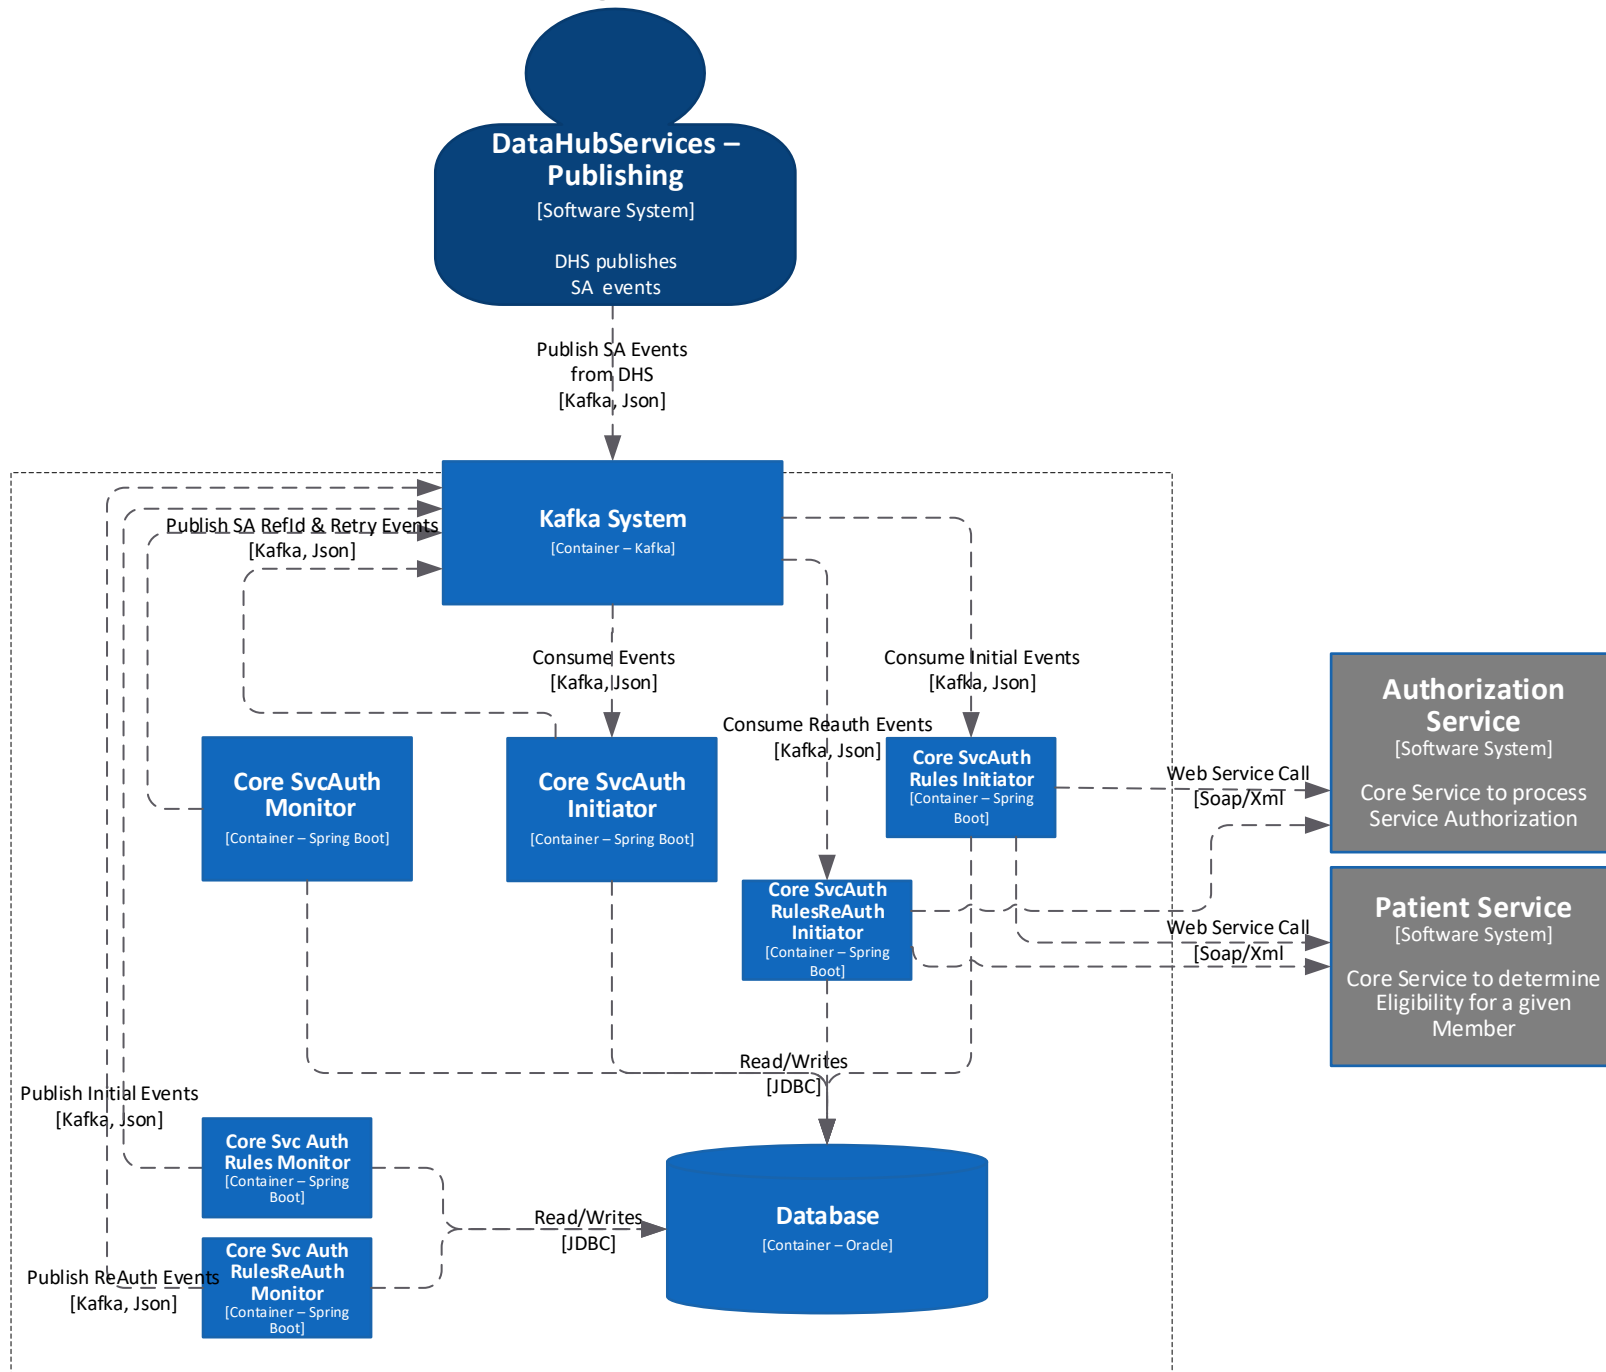 DataHubServices –
Publishing
[Software System]
DHS publishes
SA events
Publish SA Events
from DHS
[Kafka, Json]
Kafka System
[Container – Kafka]
Publish SA RefId & Retry Events
[Kafka, Json]
Consume Events
[Kafka, Json]
Consume Initial Events
[Kafka, Json]
Consume Reauth Events
[Kafka, Json]
Core SvcAuth
Monitor
[Container – Spring Boot]
Core SvcAuth
Initiator
[Container – Spring Boot]
Core SvcAuth
Rules Initiator
[Container – Spring
Boot]
Core SvcAuth
RulesReAuth
Initiator
[Container – Spring
Boot]
Web Service Call
[Soap/Xml
Authorization
Service
[Software System]
Core Service to process
Service Authorization
Web Service Call
[Soap/Xml
Patient Service
[Software System]
Core Service to determine
Eligibility for a given
Member
Read/Writes
[JDBC]
Publish Initial Events
[Kafka, Json]
Core Svc Auth
Rules Monitor
[Container – Spring
Boot]
Read/Writes
[JDBC]
Database
[Container – Oracle]
Publish ReAuth Events
[Kafka, Json]
Core Svc Auth
RulesReAuth
Monitor
[Container – Spring
Boot]